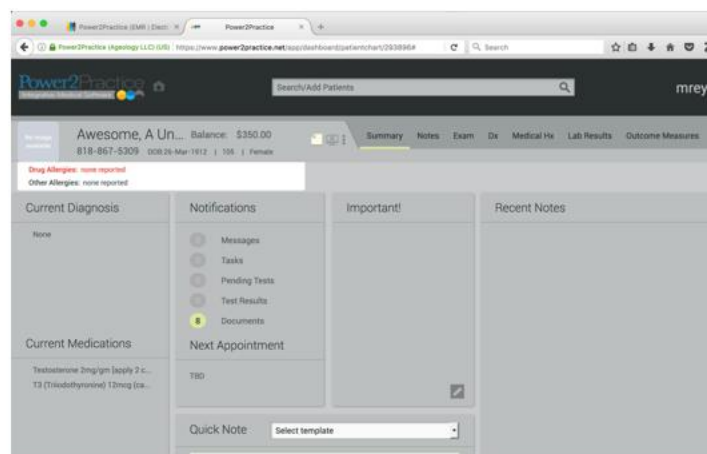 Power2Practice (EMR | Electr
Power2Practice
Power2Practice (Ageology LLC) (US) https://www.power2practice.net/app/dashboard/patientchart/293896#
Search
Power2Practice
Integrative Medical Software
Search/Add Patients
mrey
No Image
available
Awesome, A Un... Balance: $350.00
818-867-5309 DOB:26-Mar-1912 | 105 | Female
Summary Notes Exam Dx Medical Hx Lab Results Outcome Measures
Drug Allergies: none reported
Other Allergies: none reported
Current Diagnosis
None
Notifications
Messages
Tasks
Pending Tests
Test Results
8 Documents
Important!
Recent Notes
Current Medications
Testosterone 2mg/gm [apply 2 c...
T3 (Triiodothyronine) 12mcg (ca...
Next Appointment
TBD
Quick Note Select template